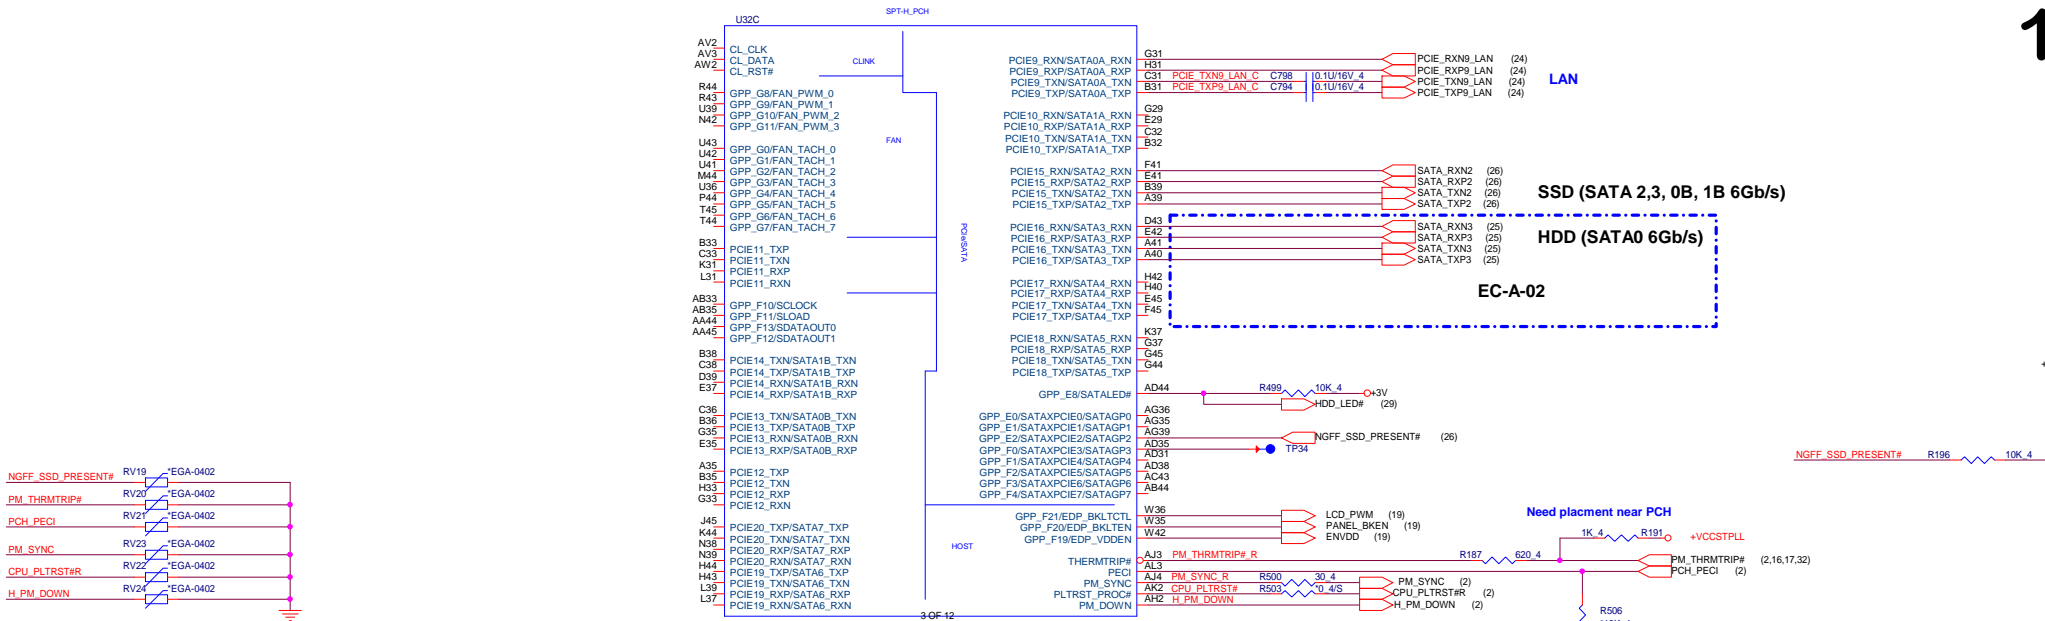 SPT-H_PCH
1
U32C
AV2 CL_CLK
AV3 CL_DATA
AW2 CL_RST#
CLINK
R44 GPP_G8/FAN_PWM_0
R43 GPP_G9/FAN_PWM_1
U39 GPP_G10/FAN_PWM_2
N42 GPP_G11/FAN_PWM_3
FAN
U43 GPP_G0/FAN_TACH_0
U42 GPP_G1/FAN_TACH_1
U41 GPP_G2/FAN_TACH_2
M44 GPP_G3/FAN_TACH_3
U36 GPP_G4/FAN_TACH_4
P44 GPP_G5/FAN_TACH_5
T45 GPP_G6/FAN_TACH_6
T44 GPP_G7/FAN_TACH_7
B33 PCIE11_TXP
C33 PCIE11_TXN
K31 PCIE11_RXP
L31 PCIE11_RXN
PCIe/SATA
AB33 GPP_F10/SCLOCK
AB35 GPP_F11/SLOAD
AA44 GPP_F13/SDATAOUT0
AA45 GPP_F12/SDATAOUT1
B38 PCIE14_TXN/SATA1B_TXN
C38 PCIE14_TXP/SATA1B_TXP
D39 PCIE14_RXN/SATA1B_RXN
E37 PCIE14_RXP/SATA1B_RXP
C36 PCIE13_TXN/SATA0B_TXN
B36 PCIE13_TXP/SATA0B_TXP
G35 PCIE13_RXN/SATA0B_RXN
E35 PCIE13_RXP/SATA0B_RXP
A35 PCIE12_TXP
B35 PCIE12_TXN
H33 PCIE12_RXP
G33 PCIE12_RXN
J45 PCIE20_TXP/SATA7_TXP
K44 PCIE20_TXN/SATA7_TXN
N38 PCIE20_RXP/SATA7_RXP
N39 PCIE20_RXN/SATA7_RXN
H44 PCIE19_TXP/SATA6_TXP
H43 PCIE19_TXN/SATA6_TXN
L39 PCIE19_RXP/SATA6_RXP
L37 PCIE19_RXN/SATA6_RXN
HOST
3 OF 12
PCIE9_RXN/SATA0A_RXN G31 PCIE_RXN9_LAN (24)
PCIE9_RXP/SATA0A_RXP H31 PCIE_RXP9_LAN (24)
PCIE9_TXN/SATA0A_TXN C31 PCIE_TXN9_LAN_C C798 0.1U/16V_4 PCIE_TXN9_LAN (24)
PCIE9_TXP/SATA0A_TXP B31 PCIE_TXP9_LAN_C C794 0.1U/16V_4 PCIE_TXP9_LAN (24)
LAN
PCIE10_RXN/SATA1A_RXN G29
PCIE10_RXP/SATA1A_RXP E29
PCIE10_TXN/SATA1A_TXN C32
PCIE10_TXP/SATA1A_TXP B32
PCIE15_RXN/SATA2_RXN F41 SATA_RXN2 (26)
PCIE15_RXP/SATA2_RXP E41 SATA_RXP2 (26)
PCIE15_TXN/SATA2_TXN B39 SATA_TXN2 (26)
PCIE15_TXP/SATA2_TXP A39 SATA_TXP2 (26)
SSD (SATA 2,3, 0B, 1B 6Gb/s)
PCIE16_RXN/SATA3_RXN D43 SATA_RXN3 (25)
PCIE16_RXP/SATA3_RXP E42 SATA_RXP3 (25)
PCIE16_TXN/SATA3_TXN A41 SATA_TXN3 (25)
PCIE16_TXP/SATA3_TXP A40 SATA_TXP3 (25)
HDD (SATA0 6Gb/s)
EC-A-02
PCIE17_RXN/SATA4_RXN H42
PCIE17_RXP/SATA4_RXP H40
PCIE17_TXN/SATA4_TXN E45
PCIE17_TXP/SATA4_TXP F45
PCIE18_RXN/SATA5_RXN K37
PCIE18_RXP/SATA5_RXP G37
PCIE18_TXN/SATA5_TXN G45
PCIE18_TXP/SATA5_TXP G44
GPP_E8/SATALED# AD44 R499 10K_4 +3V
HDD_LED# (29)
GPP_E0/SATAXPCIE0/SATAGP0 AG36
GPP_E1/SATAXPCIE1/SATAGP1 AG35
GPP_E2/SATAXPCIE2/SATAGP2 AG39 NGFF_SSD_PRESENT# (26)
GPP_F0/SATAXPCIE3/SATAGP3 AD35 TP34
GPP_F1/SATAXPCIE4/SATAGP4 AD31
GPP_F2/SATAXPCIE5/SATAGP5 AD38
GPP_F3/SATAXPCIE6/SATAGP6 AC43
GPP_F4/SATAXPCIE7/SATAGP7 AB44
GPP_F21/EDP_BKLTCTL W36 LCD_PWM (19)
GPP_F20/EDP_BKLTEN W35 PANEL_BKEN (19)
GPP_F19/EDP_VDDEN W42 ENVDD (19)
Need placment near PCH
1K_4 R191 +VCCSTPLL
THERMTRIP# AJ3 PM_THRMTRIP#_R R187 620_4 PM_THRMTRIP# (2,16,17,32)
PECI AL3 PCH_PECI (2)
PM_SYNC AJ4 PM_SYNC_R R500 30_4 PM_SYNC (2)
PLTRST_PROC# AK2 CPU_PLTRST# R503 *0_4/S CPU_PLTRST#R (2)
PM_DOWN AH2 H_PM_DOWN H_PM_DOWN (2)
R506
NGFF_SSD_PRESENT# R196 10K_4
NGFF_SSD_PRESENT# RV19 *EGA-0402
PM_THRMTRIP# RV20 *EGA-0402
PCH_PECI RV21 *EGA-0402
PM_SYNC RV23 *EGA-0402
CPU_PLTRST#R RV22 *EGA-0402
H_PM_DOWN RV24 *EGA-0402